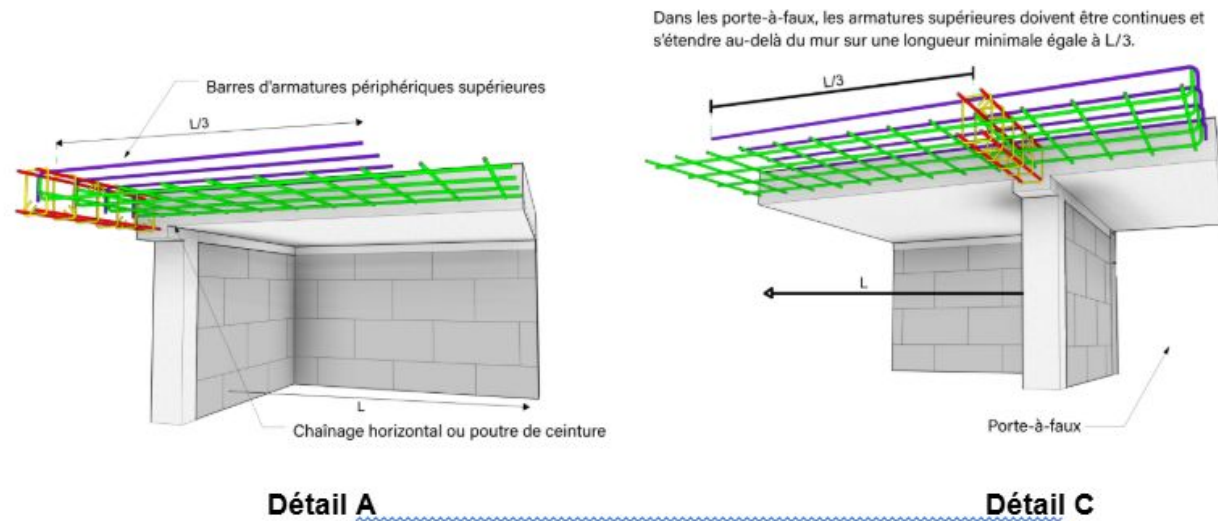 Dans les porte-à-faux, les armatures supérieures doivent être continues et
s'étendre au-delà du mur sur une longueur minimale égale à L/3.
Barres d'armatures périphériques supérieures
L/3
L
Chaînage horizontal ou poutre de ceinture
L/3
L
Porte-à-faux
Détail A
Détail C